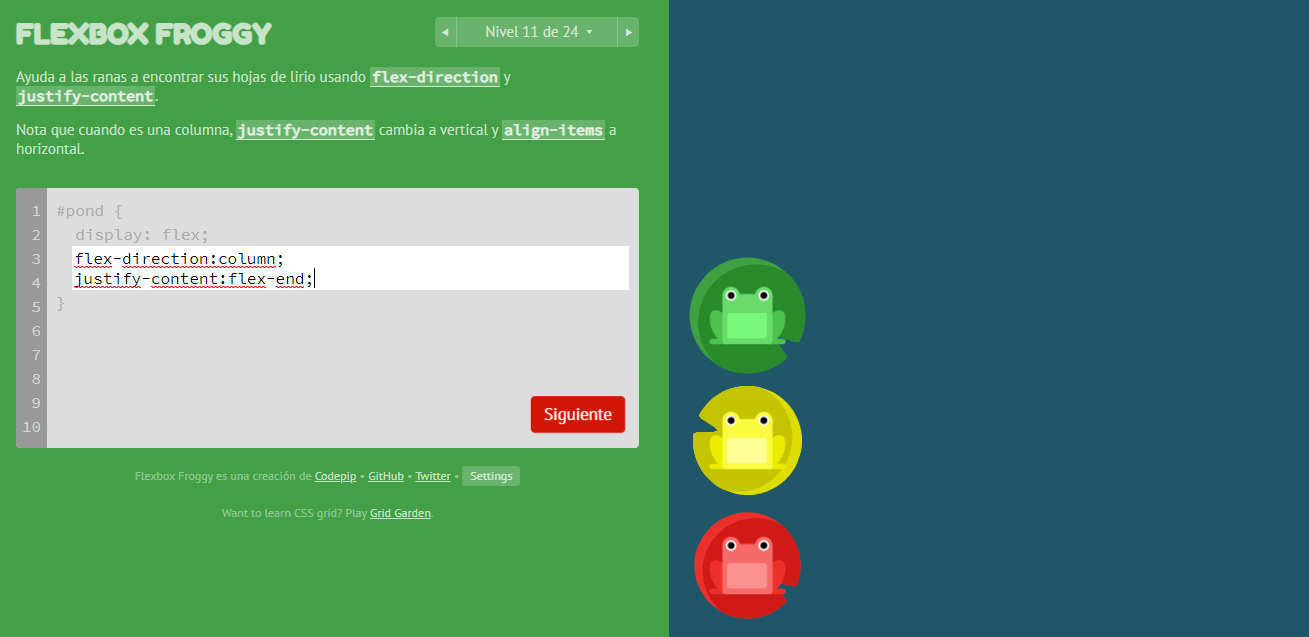 FLEXBOX FROGGY
◄ Nivel 11 de 24 ▾ ►
Ayuda a las ranas a encontrar sus hojas de lirio usando flex-direction y
justify-content.
Nota que cuando es una columna, justify-content cambia a vertical y align-items a
horizontal.
1 #pond {
2 display: flex;
3 flex-direction:column;
4 justify-content:flex-end;
5 }
6
7
8
9
10
Siguiente
Flexbox Froggy es una creación de Codepip • GitHub • Twitter • Settings
Want to learn CSS grid? Play Grid Garden.